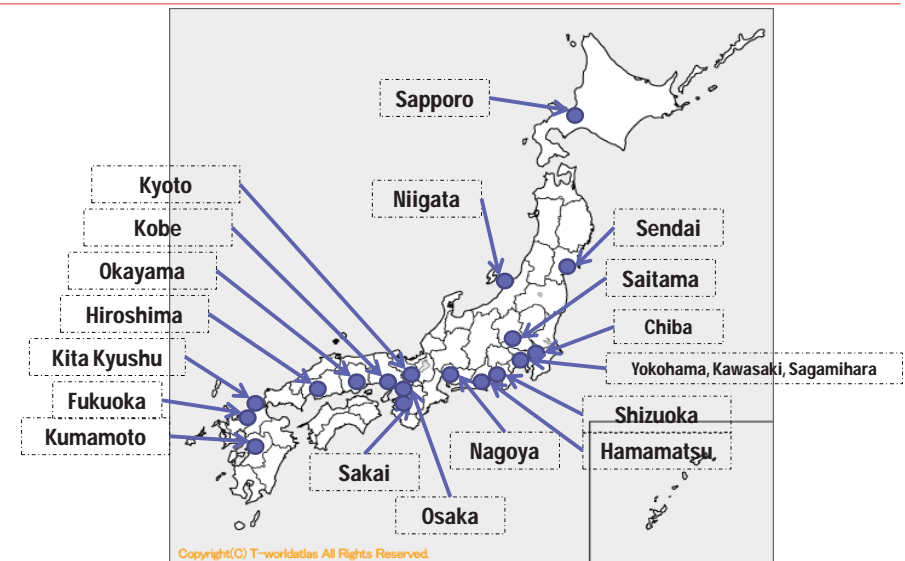 Sapporo
Kyoto
Niigata
Kobe
Sendai
Okayama
Saitama
Hiroshima
Chiba
Kita Kyushu
Yokohama, Kawasaki, Sagamihara
Fukuoka
Shizuoka
Kumamoto
Nagoya
Hamamatsu
Sakai
Osaka
Copyright(C) T-worldatlas All Rights Reserved.